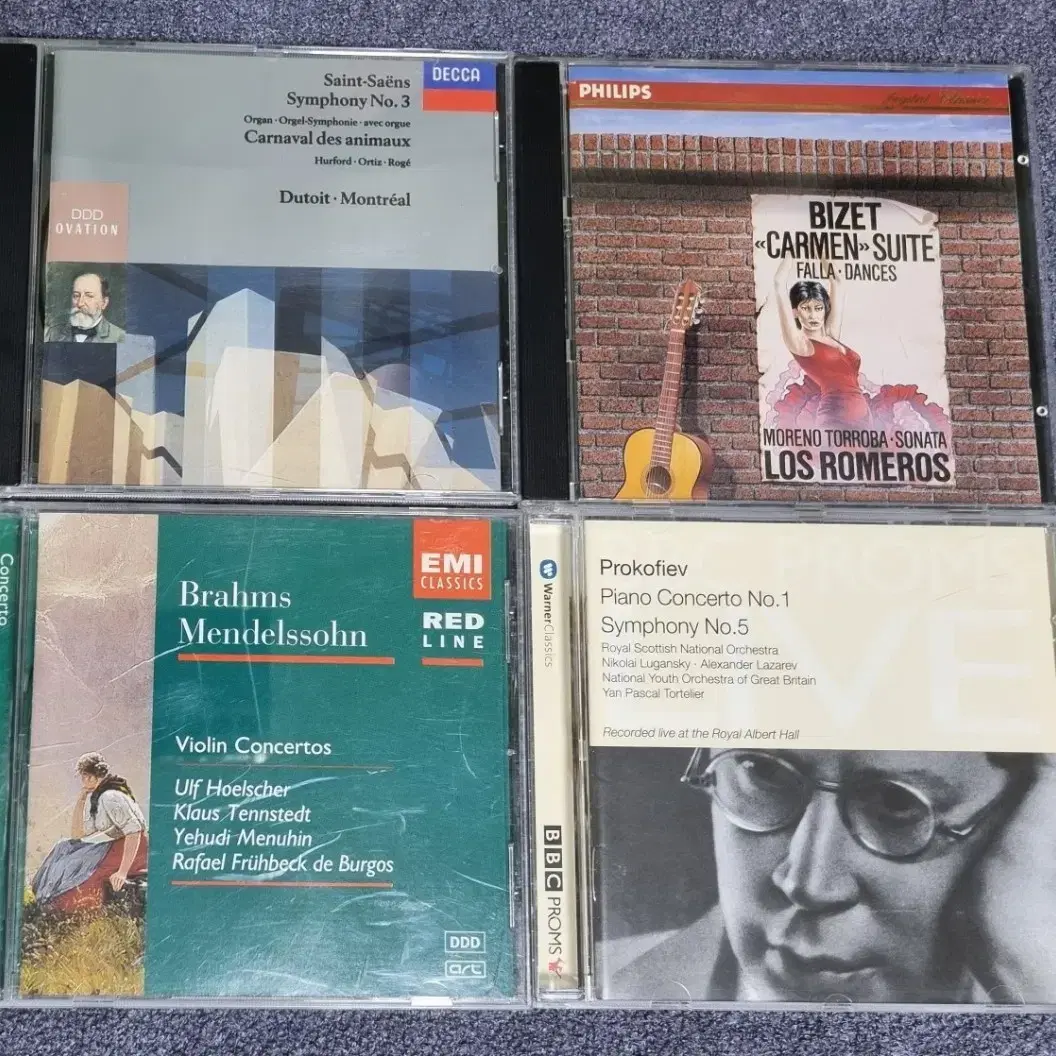 Saint-Saëns
Symphony No. 3
Organ · Orgel-Symphonie · avec orgue
Carnaval des animaux
Hurford · Ortiz · Rogé
Dutoit · Montréal
DECCA
DDD
OVATION
PHILIPS
BIZET
«CARMEN» SUITE
FALLA · DANCES
MORENO TORROBA · SONATA
LOS ROMEROS
Concerto
Brahms
Mendelssohn
EMI
CLASSICS
RED
LINE
Violin Concertos
Ulf Hoelscher
Klaus Tennstedt
Yehudi Menuhin
Rafael Frühbeck de Burgos
DDD
art
WarnerClassics
BBC PROMS
Prokofiev
Piano Concerto No.1
Symphony No.5
Royal Scottish National Orchestra
Nikolai Lugansky · Alexander Lazarev
National Youth Orchestra of Great Britain
Yan Pascal Tortelier
Recorded live at the Royal Albert Hall